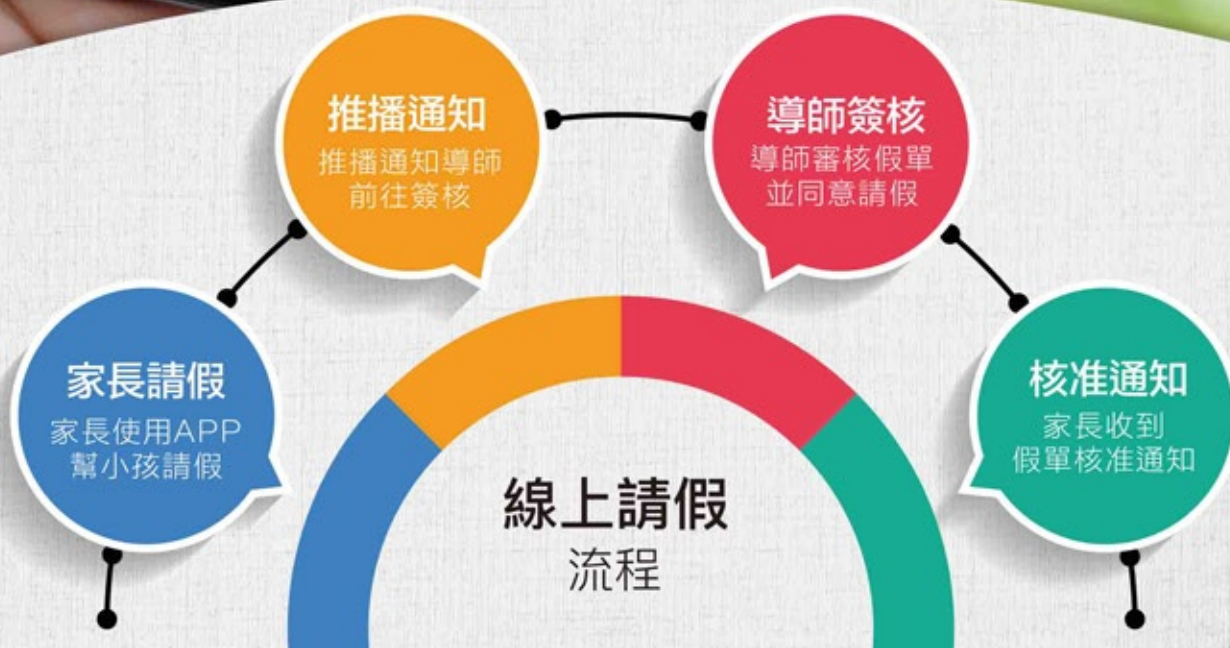 推播通知
推播通知導師
前往簽核
導師簽核
導師審核假單
並同意請假
家長請假
家長使用APP
幫小孩請假
核准通知
家長收到
假單核准通知
線上請假
流程